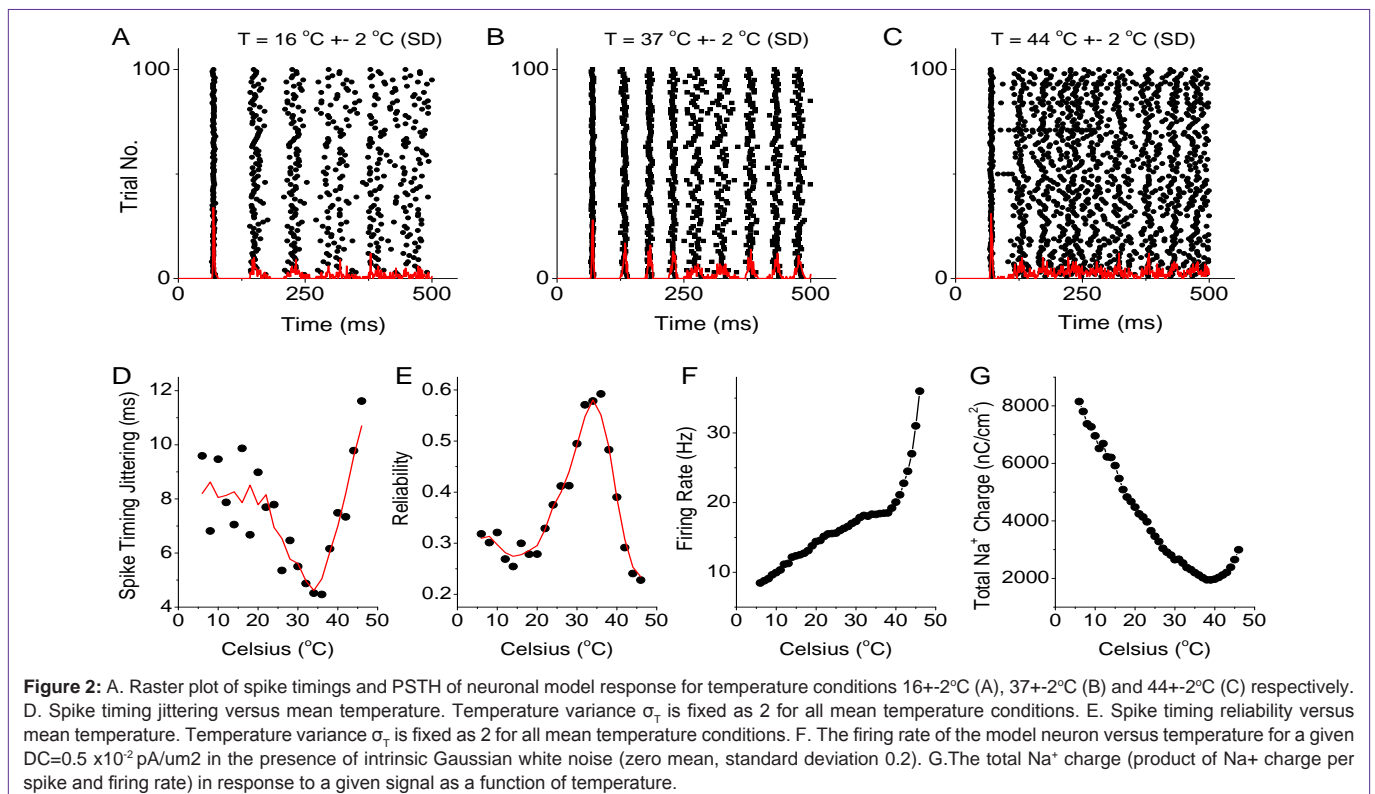 A
T = 16 °C +- 2 °C (SD)
B
T = 37 °C +- 2 °C (SD)
C
T = 44 °C +- 2 °C (SD)
Trial No.
100
50
0
0 250 500
Time (ms)
100
50
0
0 250 500
Time (ms)
100
50
0
0 250 500
Time (ms)
D
Spike Timing Jittering (ms)
12
10
8
6
4
0 10 20 30 40 50
Celsius (°C)
E
Reliability
0.6
0.5
0.4
0.3
0.2
0 10 20 30 40 50
Celsius (°C)
F
Firing Rate (Hz)
30
20
10
0 10 20 30 40 50
Celsius (°C)
G
Total Na⁺ Charge (nC/cm²)
8000
6000
4000
2000
0 10 20 30 40 50
Celsius (°C)
Figure 2: A. Raster plot of spike timings and PSTH of neuronal model response for temperature conditions 16+-2°C (A), 37+-2°C (B) and 44+-2°C (C) respectively.
D. Spike timing jittering versus mean temperature. Temperature variance σT is fixed as 2 for all mean temperature conditions. E. Spike timing reliability versus
mean temperature. Temperature variance σT is fixed as 2 for all mean temperature conditions. F. The firing rate of the model neuron versus temperature for a given
DC=0.5 x10⁻² pA/um2 in the presence of intrinsic Gaussian white noise (zero mean, standard deviation 0.2). G.The total Na⁺ charge (product of Na+ charge per
spike and firing rate) in response to a given signal as a function of temperature.